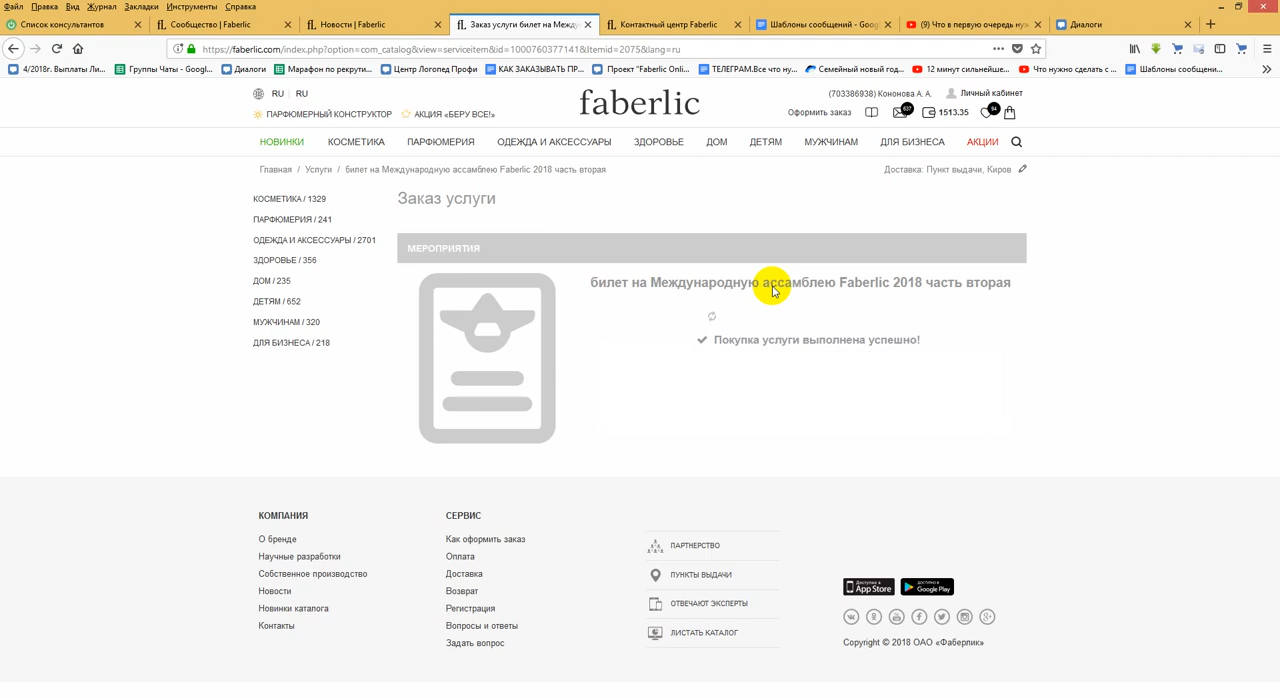 Файл Правка Вид Журнал Закладки Инструменты Справка
Список консультантов
Сообщество | Faberlic
Новости | Faberlic
Заказ услуги билет на Между
Контактный центр Faberlic
Шаблоны сообщений - Goog
(9) Что в первую очередь нуж
Диалоги
https://faberlic.com/index.php?option=com_catalog&view=serviceitem&id=1000760377141&Itemid=2075&lang=ru
4/2018г. Выплаты Ли...
Группы Чаты - Googl...
Диалоги
Марафон по рекрути...
Центр Логопед Профи
КАК ЗАКАЗЫВАТЬ ПР...
Проект "Faberlic Onli...
ТЕЛЕГРАМ.Все что ну...
Семейный новый год...
12 минут сильнейше...
Что нужно сделать с ...
Шаблоны сообщени...
RU RU
ПАРФЮМЕРНЫЙ КОНСТРУКТОР
АКЦИЯ «БЕРУ ВСЕ!»
faberlic
(703386938) Кононова А. А.
Личный кабинет
Оформить заказ
637
1513.35
94
НОВИНКИ КОСМЕТИКА ПАРФЮМЕРИЯ ОДЕЖДА И АКСЕССУАРЫ ЗДОРОВЬЕ ДОМ ДЕТЯМ МУЖЧИНАМ ДЛЯ БИЗНЕСА АКЦИИ
Главная / Услуги / билет на Международную ассамблею Faberlic 2018 часть вторая
Доставка: Пункт выдачи, Киров
КОСМЕТИКА / 1329
ПАРФЮМЕРИЯ / 241
ОДЕЖДА И АКСЕССУАРЫ / 2701
ЗДОРОВЬЕ / 356
ДОМ / 235
ДЕТЯМ / 652
МУЖЧИНАМ / 320
ДЛЯ БИЗНЕСА / 218
Заказ услуги
МЕРОПРИЯТИЯ
билет на Международную ассамблею Faberlic 2018 часть вторая
Покупка услуги выполнена успешно!
КОМПАНИЯ
О бренде
Научные разработки
Собственное производство
Новости
Новинки каталога
Контакты
СЕРВИС
Как оформить заказ
Оплата
Доставка
Возврат
Регистрация
Вопросы и ответы
Задать вопрос
ПАРТНЕРСТВО
ПУНКТЫ ВЫДАЧИ
ОТВЕЧАЮТ ЭКСПЕРТЫ
ЛИСТАТЬ КАТАЛОГ
App Store
Google Play
Copyright © 2018 ОАО «Фаберлик»